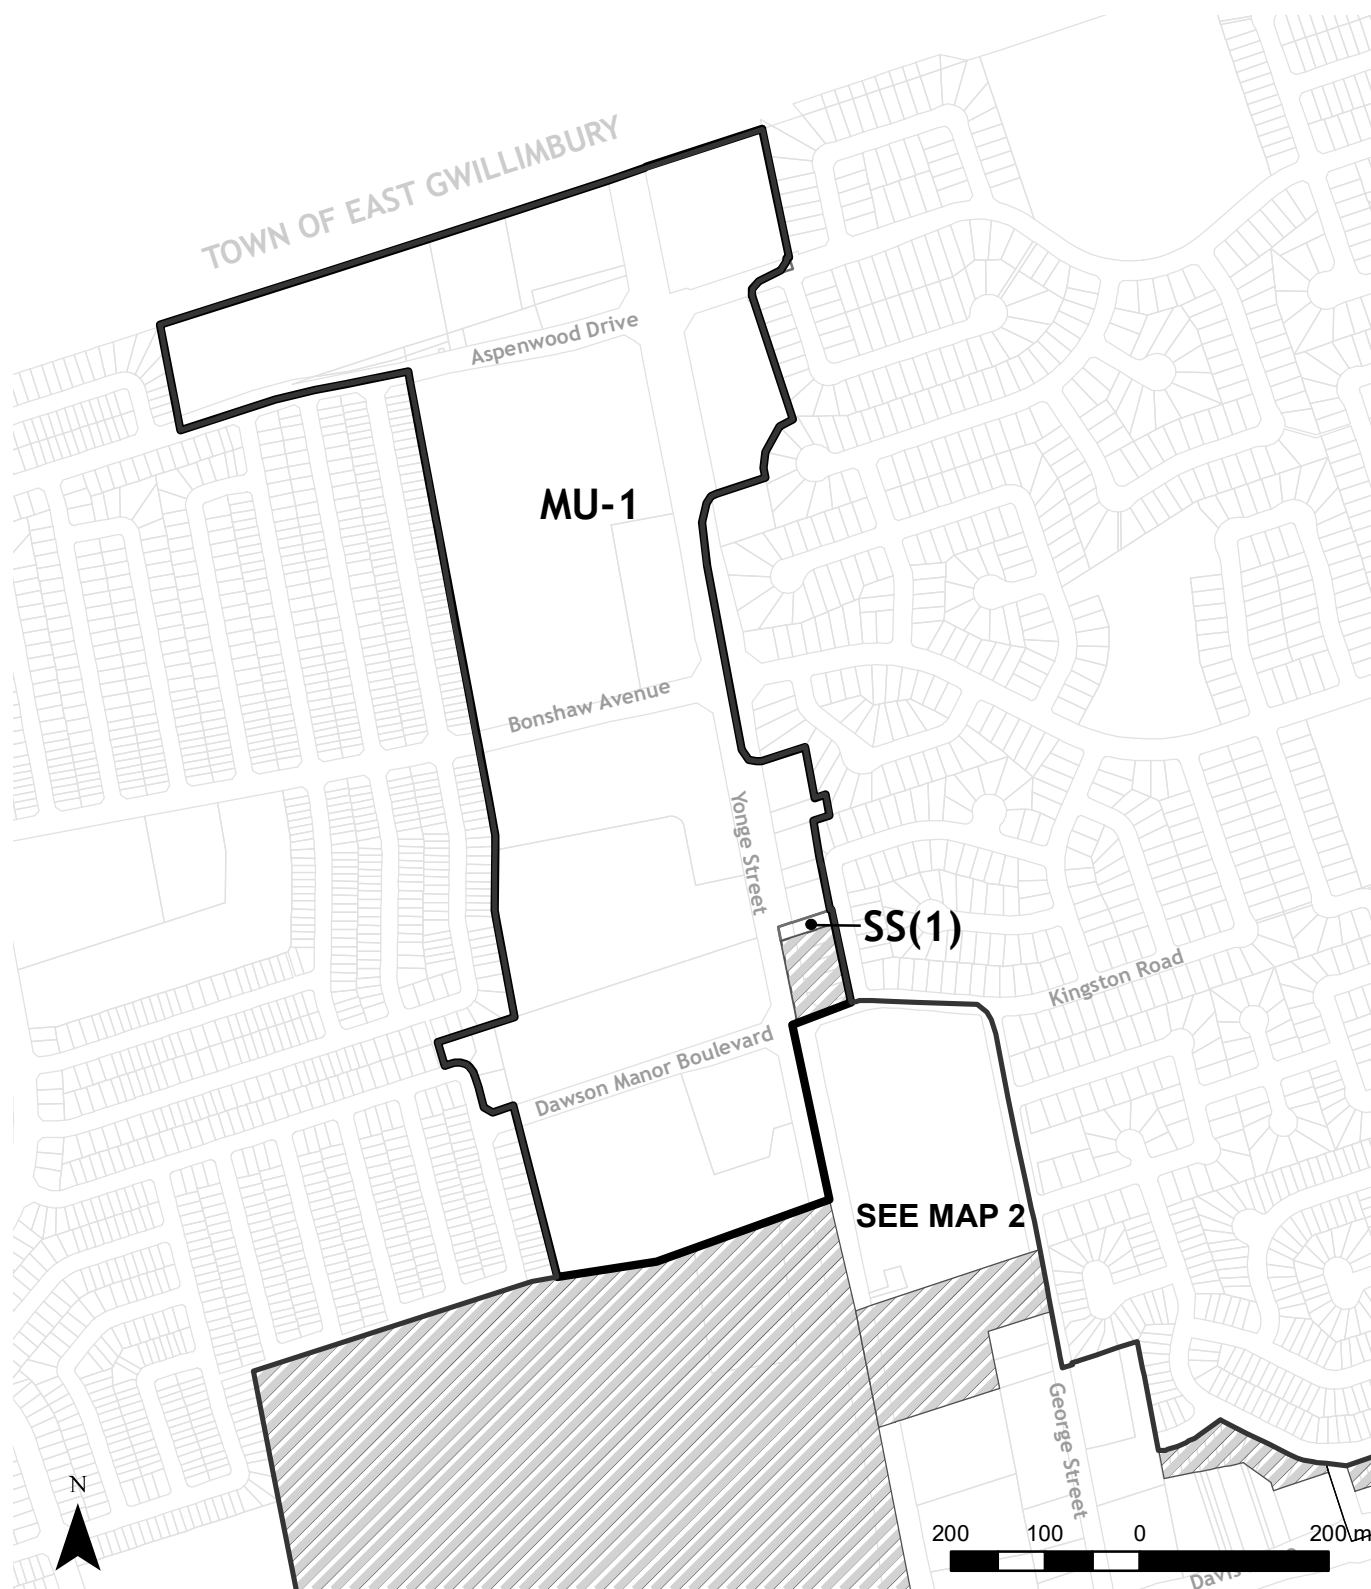 TOWN OF EAST GWILLIMBURY
Aspenwood Drive
MU-1
Bonshaw Avenue
Yonge Street
SS(1)
Kingston Road
Dawson Manor Boulevard
SEE MAP 2
George Street
N
200 100 0 200 m